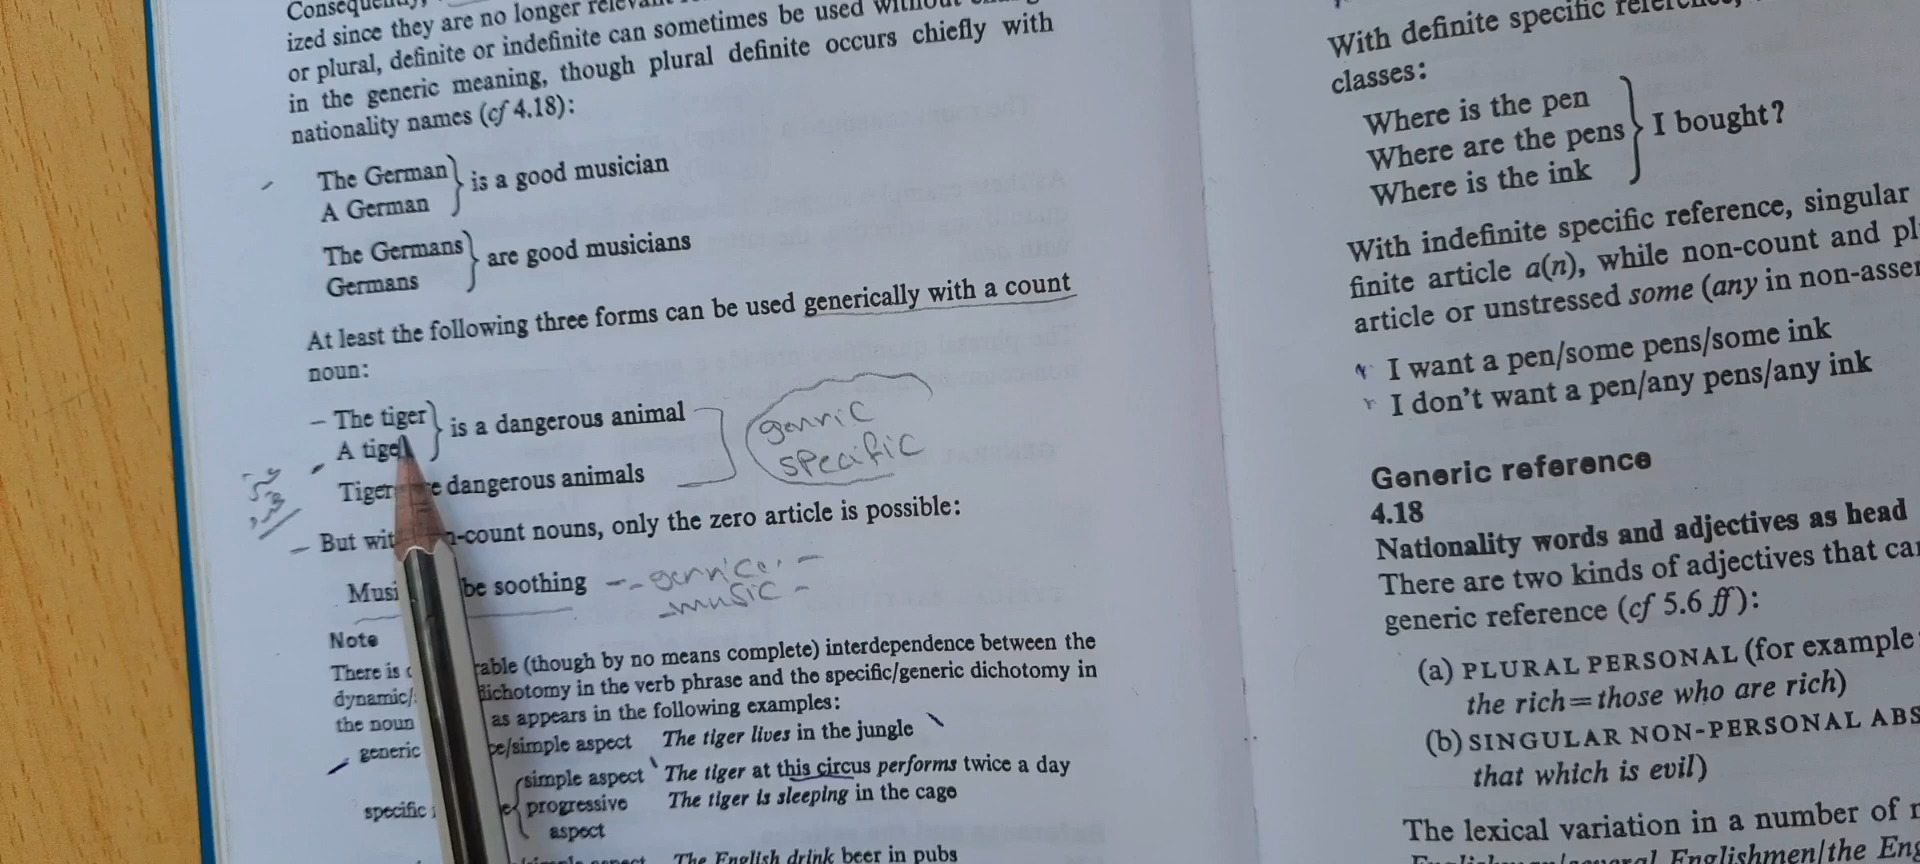 Consequently,
ized since they are no longer
or plural, definite or indefinite can sometimes be used without
in the generic meaning, though plural definite occurs chiefly with
nationality names (cf 4.18):
The German
A German
is a good musician
The Germans
Germans
are good musicians
At least the following three forms can be used generically with a count
noun:
– The tiger
A tiger
is a dangerous animal
dangerous animals
genric
specific
– But -count nouns, only the zero article is possible:
be soothing
music
Note
There is (though by no means complete) interdependence between the
dynamic/ dichotomy in the verb phrase and the specific/generic dichotomy in
the noun as appears in the following examples:
generic /simple aspect The tiger lives in the jungle
simple aspect The tiger at this circus performs twice a day
specific
progressive The tiger is sleeping in the cage
aspect
The English drink beer in pubs
With definite specific
classes:
Where is the pen
Where are the pens
Where is the ink
I bought?
With indefinite specific reference, singular
finite article a(n), while non-count and
article or unstressed some (any in
I want a pen/some pens/some ink
I don't want a pen/any pens/any ink
Generic reference
4.18
Nationality words and adjectives as head
There are two kinds of adjectives that
generic reference (cf 5.6 ff):
(a) PLURAL PERSONAL (for example
the rich=those who are rich)
(b) SINGULAR NON-PERSONAL
that which is evil)
The lexical variation in a number of
Englishmen/the